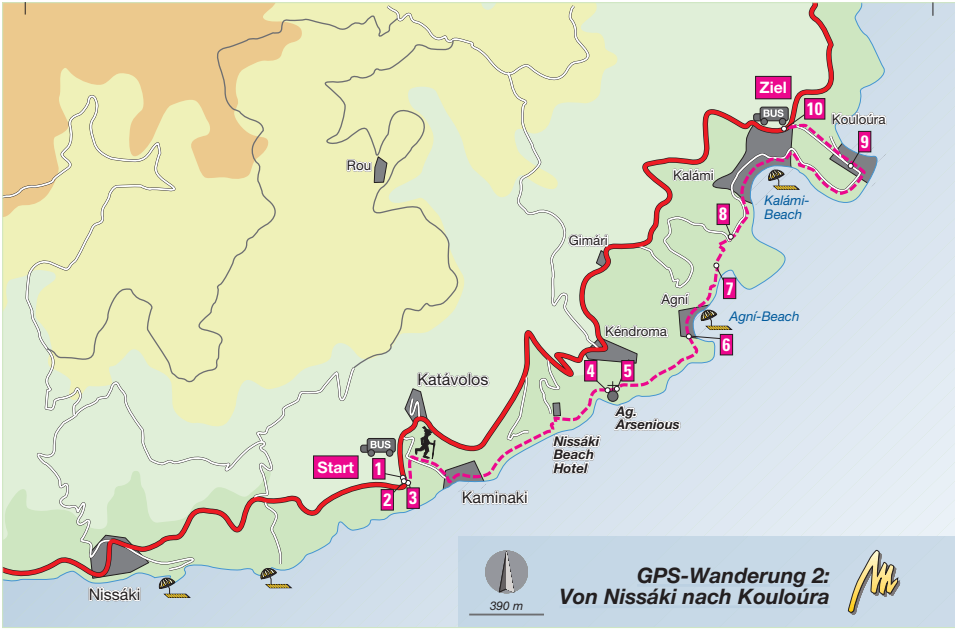 Ziel
BUS
10
Kouloúra
9
Rou
Kalámi
Kalámi-
Beach
8
Gimári
7
Agní
Agní-Beach
6
Kéndroma
4
5
Katávolos
Ag.
Arsenious
BUS
Nissáki
Beach
Hotel
Start
1
2
3
Kaminaki
Nissáki
390 m
GPS-Wanderung 2:
Von Nissáki nach Kouloúra